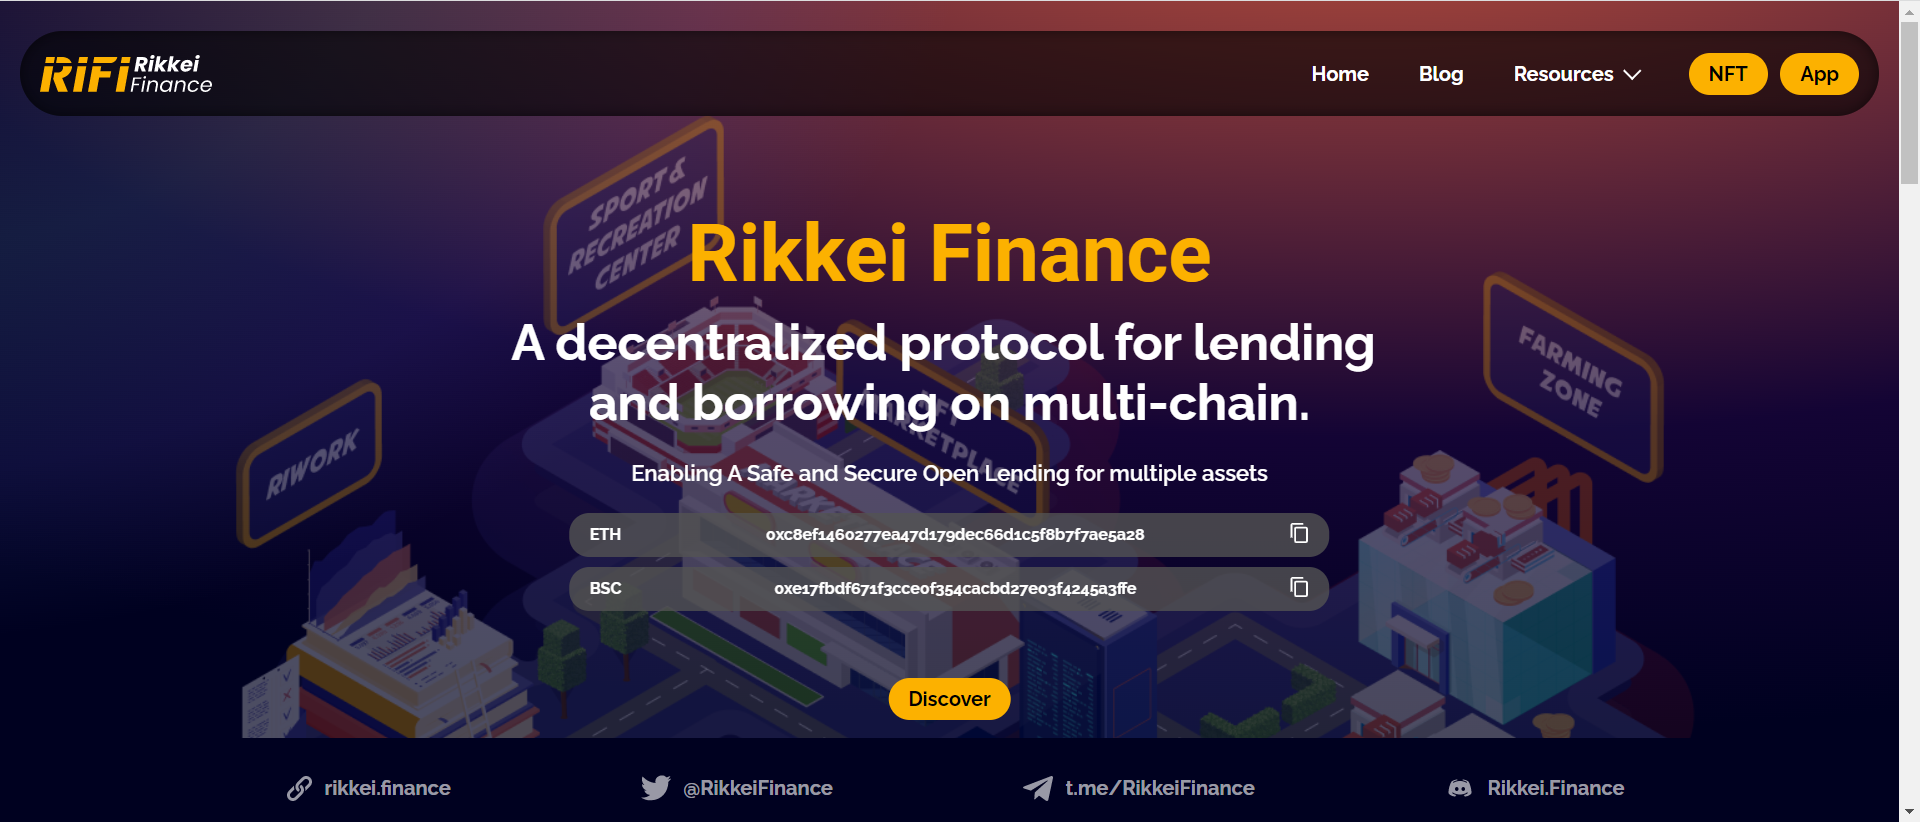 RiFi Rikkei
Finance
Home Blog Resources NFT App
SPORT &
RECREATION
CENTER
Rikkei Finance
A decentralized protocol for lending
and borrowing on multi-chain.
FARMING
ZONE
RIWORK
MARKETPLACE
Enabling A Safe and Secure Open Lending for multiple assets
ETH 0xc8ef1460277ea47d179dec66d1c5f8b7f7ae5a28
BSC 0xe17fbdf671f3cce0f354cacbd27e03f4245a3ffe
Discover
rikkei.finance @RikkeiFinance t.me/RikkeiFinance Rikkei.Finance